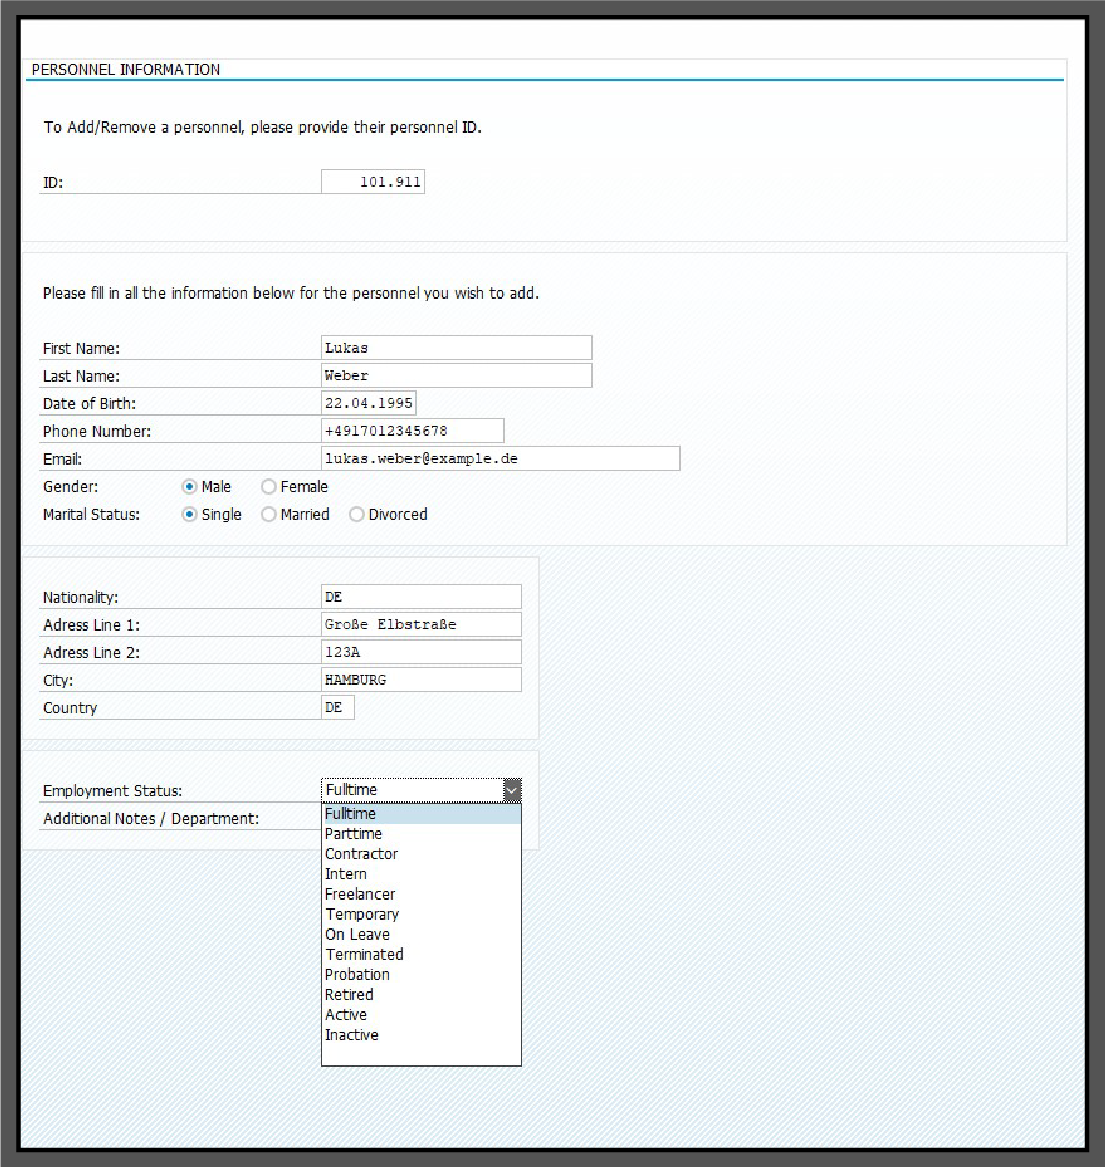 PERSONNEL INFORMATION
To Add/Remove a personnel, please provide their personnel ID.
ID: 101.911
Please fill in all the information below for the personnel you wish to add.
First Name: Lukas
Last Name: Weber
Date of Birth: 22.04.1995
Phone Number: +4917012345678
Email: lukas.weber@example.de
Gender: Male Female
Marital Status: Single Married Divorced
Nationality: DE
Adress Line 1: Große Elbstraße
Adress Line 2: 123A
City: HAMBURG
Country DE
Employment Status: Fulltime
Additional Notes / Department:
Fulltime
Parttime
Contractor
Intern
Freelancer
Temporary
On Leave
Terminated
Probation
Retired
Active
Inactive